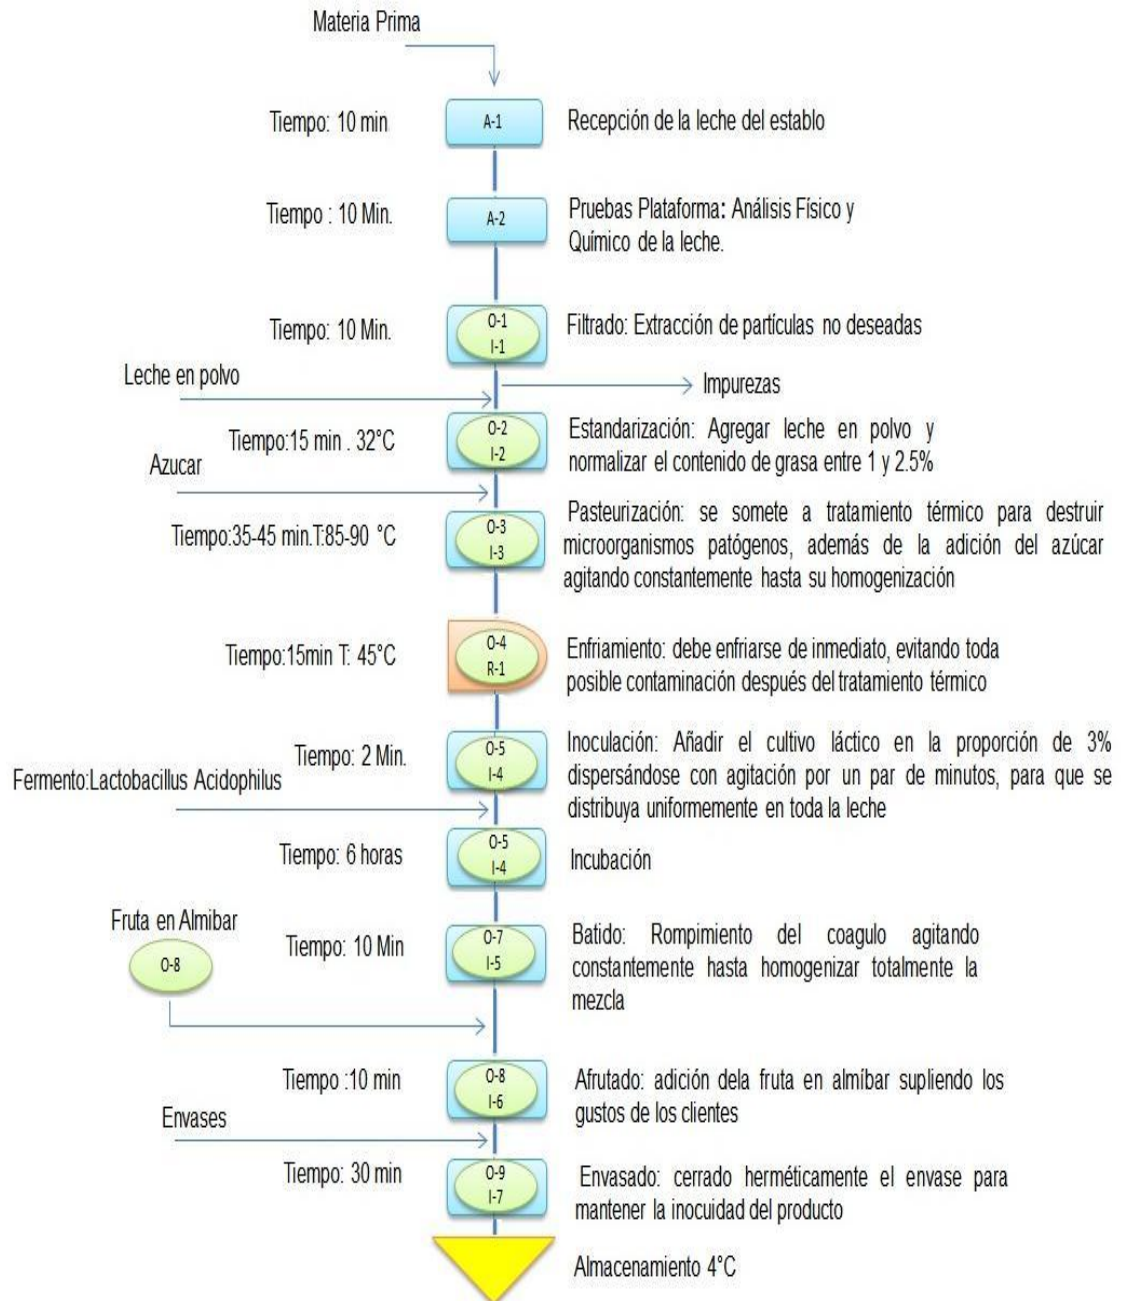 Materia Prima
Tiempo: 10 min
A-1
Recepción de la leche del establo
Tiempo : 10 Min.
A-2
Pruebas Plataforma: Análisis Físico y
Químico de la leche.
Tiempo: 10 Min.
O-1
I-1
Filtrado: Extracción de partículas no deseadas
Leche en polvo
Impurezas
Tiempo:15 min . 32°C
O-2
I-2
Estandarización: Agregar leche en polvo y
normalizar el contenido de grasa entre 1 y 2.5%
Azucar
Tiempo:35-45 min.T:85-90 °C
O-3
I-3
Pasteurización: se somete a tratamiento térmico para destruir
microorganismos patógenos, además de la adición del azúcar
agitando constantemente hasta su homogenización
Tiempo:15min T: 45°C
O-4
R-1
Enfriamiento: debe enfriarse de inmediato, evitando toda
posible contaminación después del tratamiento térmico
Tiempo: 2 Min.
O-5
I-4
Inoculación: Añadir el cultivo láctico en la proporción de 3%
dispersándose con agitación por un par de minutos, para que se
distribuya uniformemente en toda la leche
Fermento:Lactobacillus Acidophilus
Tiempo: 6 horas
O-5
I-4
Incubación
Fruta en Almibar
O-8
Tiempo: 10 Min
O-7
I-5
Batido: Rompimiento del coagulo agitando
constantemente hasta homogenizar totalmente la
mezcla
Tiempo :10 min
O-8
I-6
Afrutado: adición dela fruta en almíbar supliendo los
gustos de los clientes
Envases
Tiempo: 30 min
O-9
I-7
Envasado: cerrado herméticamente el envase para
mantener la inocuidad del producto
Almacenamiento 4°C